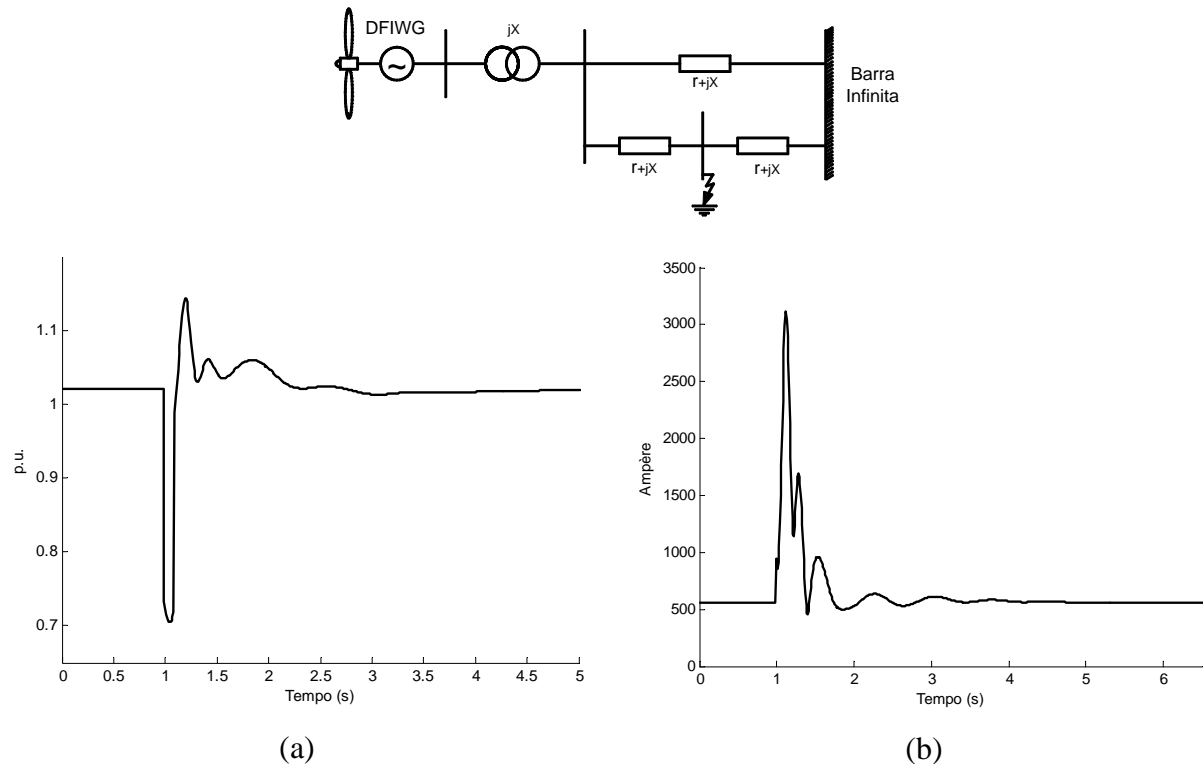 DFIWG
jX
~
r+jX
Barra
Infinita
r+jX
r+jX
p.u.
1.1
1
0.9
0.8
0.7
0 0.5 1 1.5 2 2.5 3 3.5 4 4.5 5
Tempo (s)
(a)
Ampère
3500
3000
2500
2000
1500
1000
500
0
0 1 2 3 4 5 6
Tempo (s)
(b)